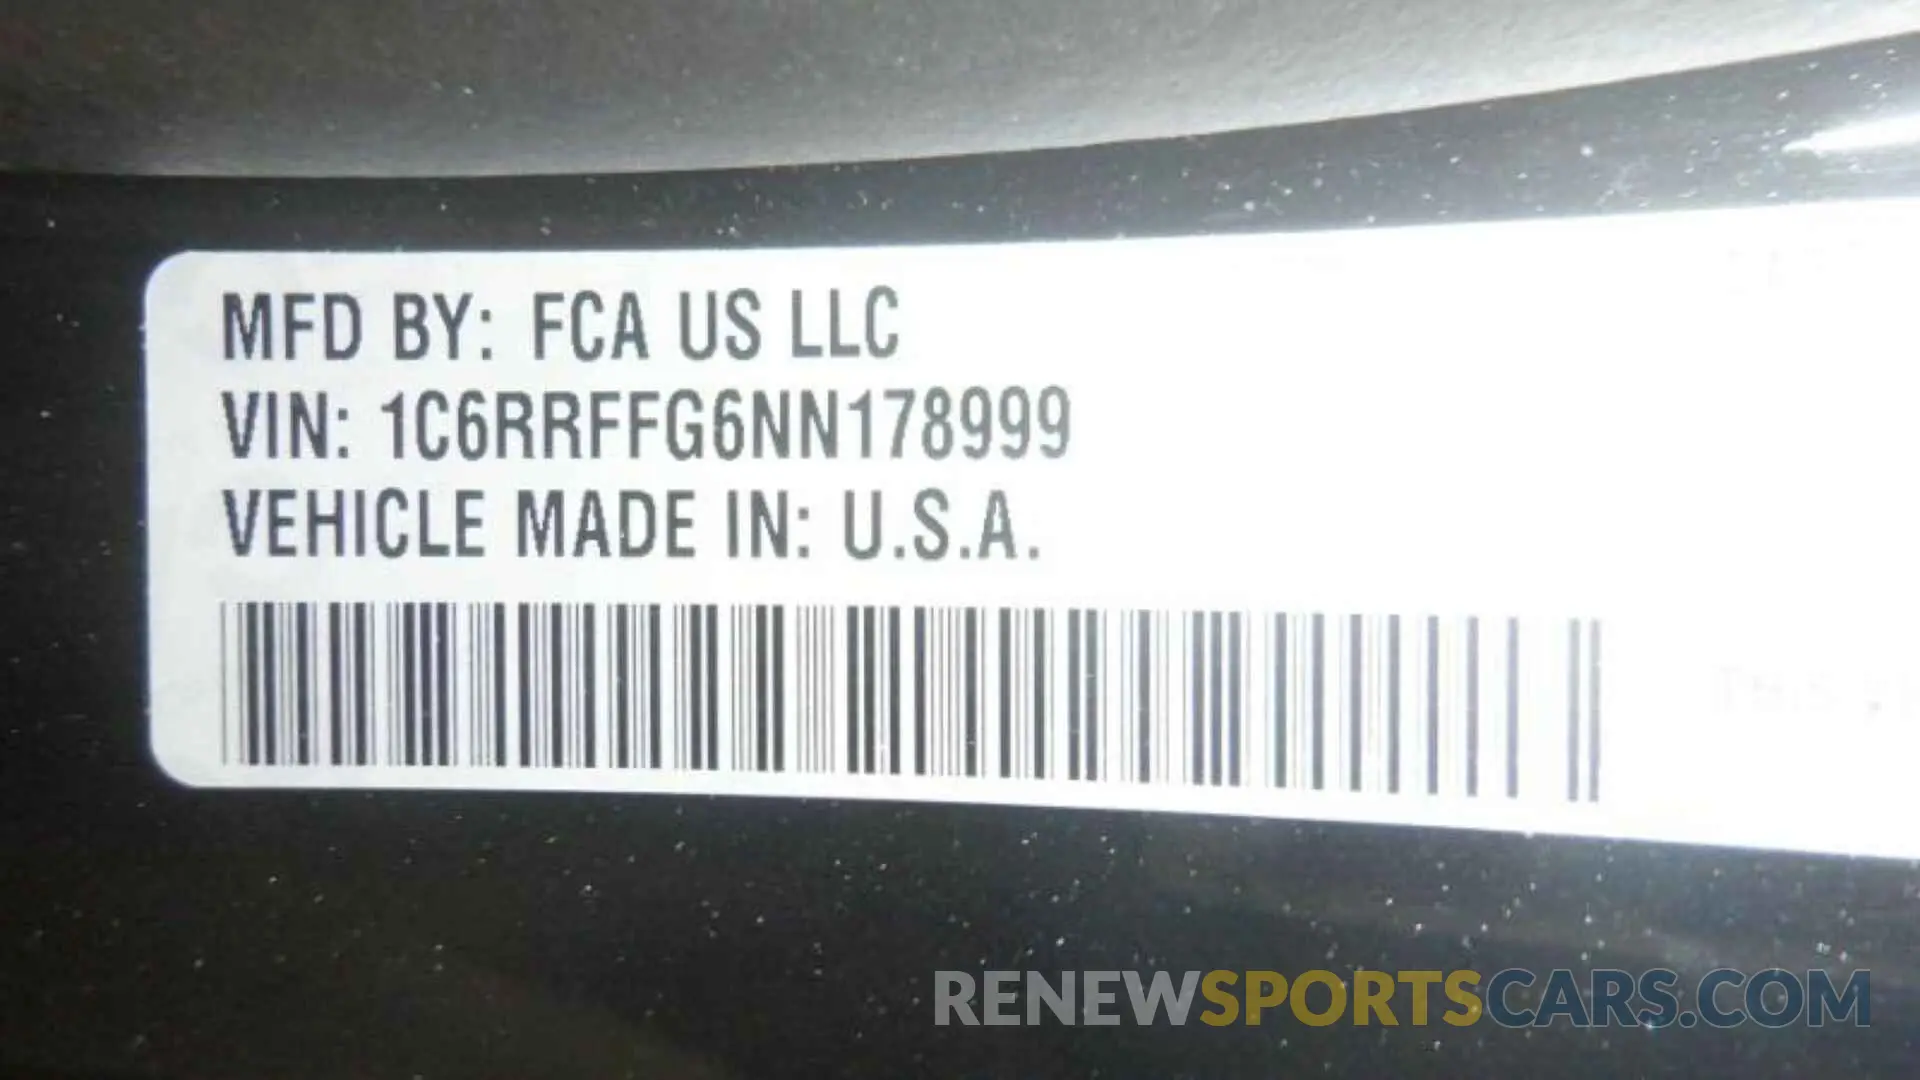 MFD BY: FCA US LLC
VIN: 1C6RRFFG6NN178999
VEHICLE MADE IN: U.S.A.
RENEWSPORTSCARS.COM